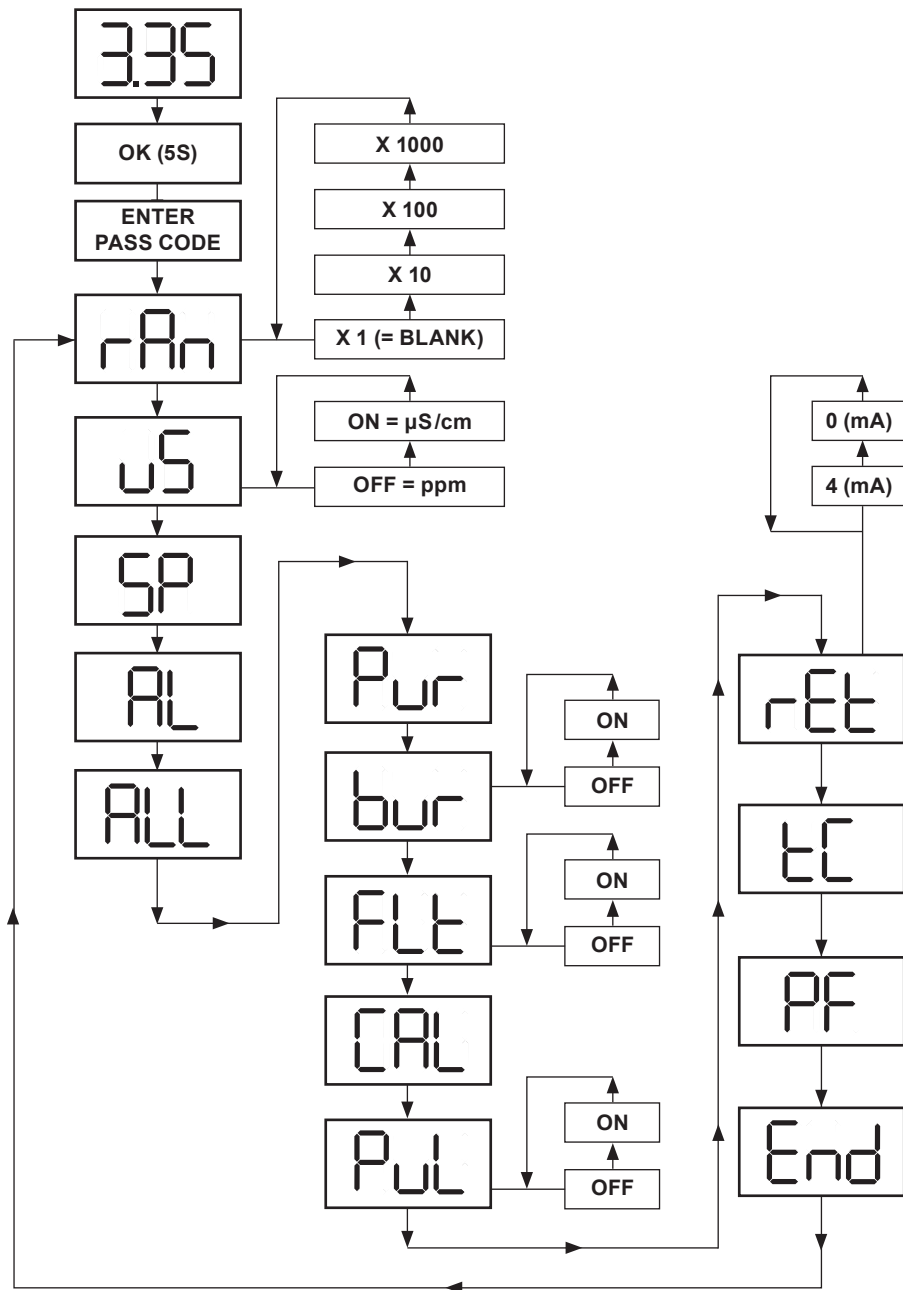 3.35
OK (5S)
ENTER
PASS CODE
rAn
X 1000
X 100
X 10
X 1 (= BLANK)
uS
ON = µS/cm
OFF = ppm
SP
AL
ALL
Pur
bur
ON
OFF
FLt
ON
OFF
CAL
PuL
ON
OFF
0 (mA)
4 (mA)
rEt
tC
PF
End